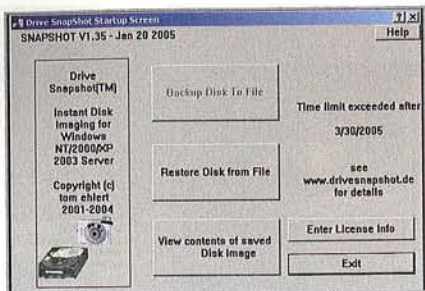 Drive SnapShot Startup Screen
SNAPSHOT V1.35 - Jan 20 2005
Help
Drive
Snapshot(TM)
Instant Disk
Imaging for
Windows
NT/2000/XP
2003 Server
Copyright (c)
tom ehlert
2001-2004
Backup Disk To File
Restore Disk from File
View contents of saved
Disk Image
Time limit exceeded after
3/30/2005
see
www.drivesnapshot.de
for details
Enter License Info
Exit